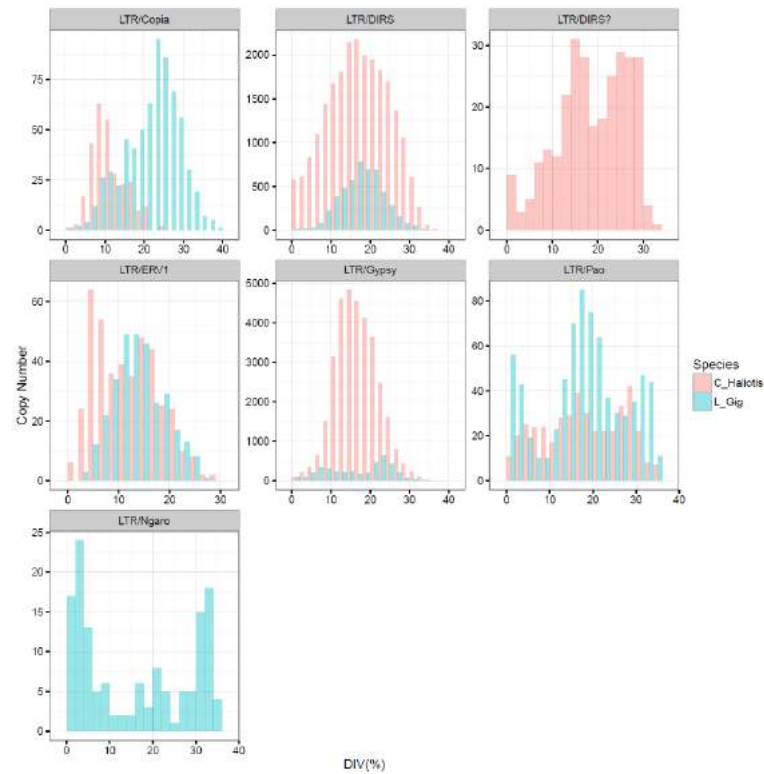 LTR/Copia
LTR/DIRS
LTR/DIRS?
75
50
25
0
0 10 20 30 40
2000
1500
1000
500
0
0 10 20 30 40
30
20
10
0
0 10 20 30
LTR/ERV1
LTR/Gypsy
LTR/Pao
60
40
20
0
0 10 20 30
5000
4000
3000
2000
1000
0
0 10 20 30 40
80
60
40
20
0
0 10 20 30 40
LTR/Ngaro
25
20
15
10
5
0
0 10 20 30 40
Copy Number
DIV(%)
Species
C_Haliotis
L_Gig